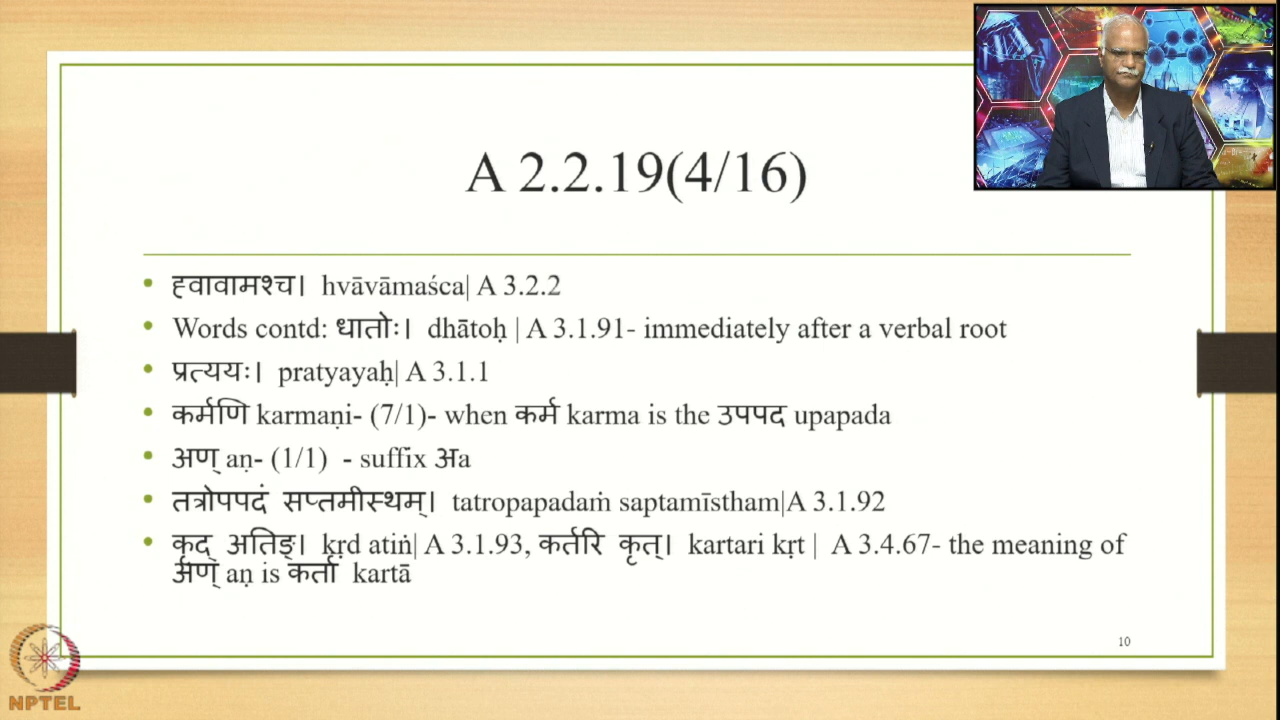 A 2.2.19(4/16)
• ह्वावामश्च। hvāvāmaśca| A 3.2.2
• Words contd: धातोः। dhātoḥ | A 3.1.91- immediately after a verbal root
• प्रत्ययः। pratyayaḥ| A 3.1.1
• कर्मणि karmaṇi- (7/1)- when कर्म karma is the उपपद upapada
• अण् aṇ- (1/1) - suffix अa
• तत्रोपपदं सप्तमीस्थम्। tatropapadaṁ saptamīstham|A 3.1.92
• कृद् अतिङ्। kṛd atiṅ| A 3.1.93, कर्तरि कृत्। kartari kṛt | A 3.4.67- the meaning of
अण् aṇ is कर्ता kartā
10
NPTEL